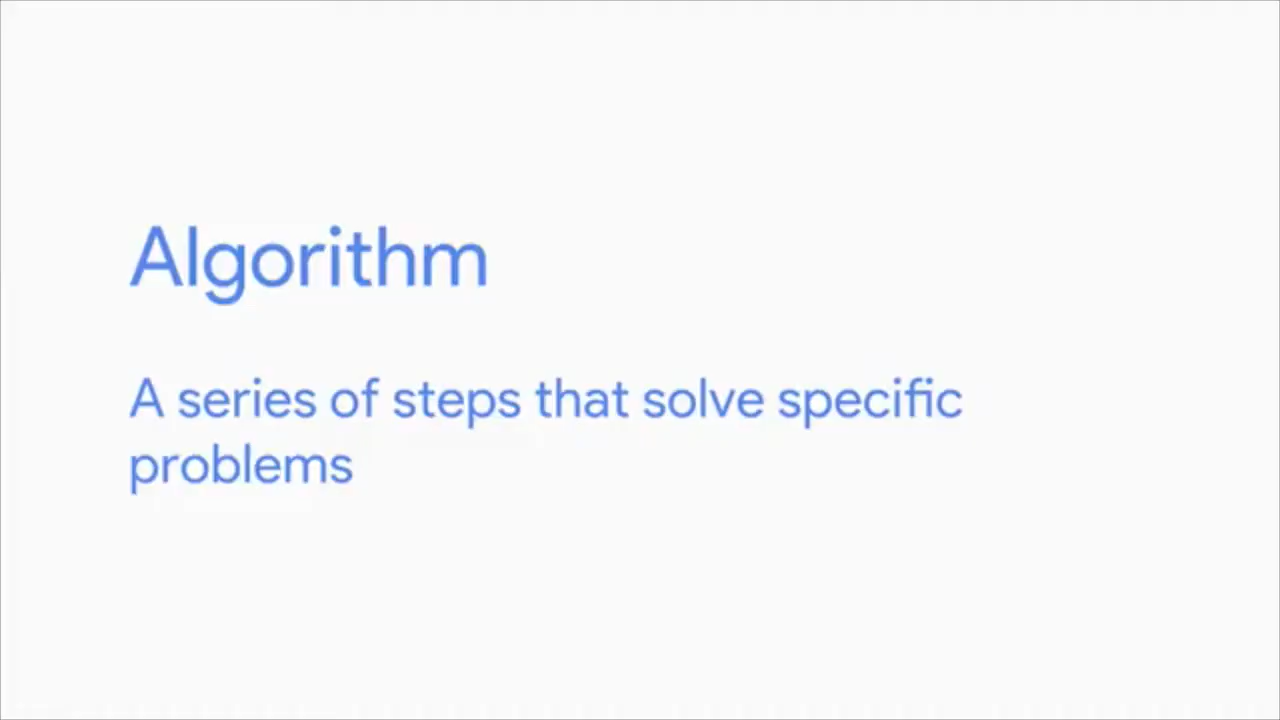 Algorithm
A series of steps that solve specific
problems